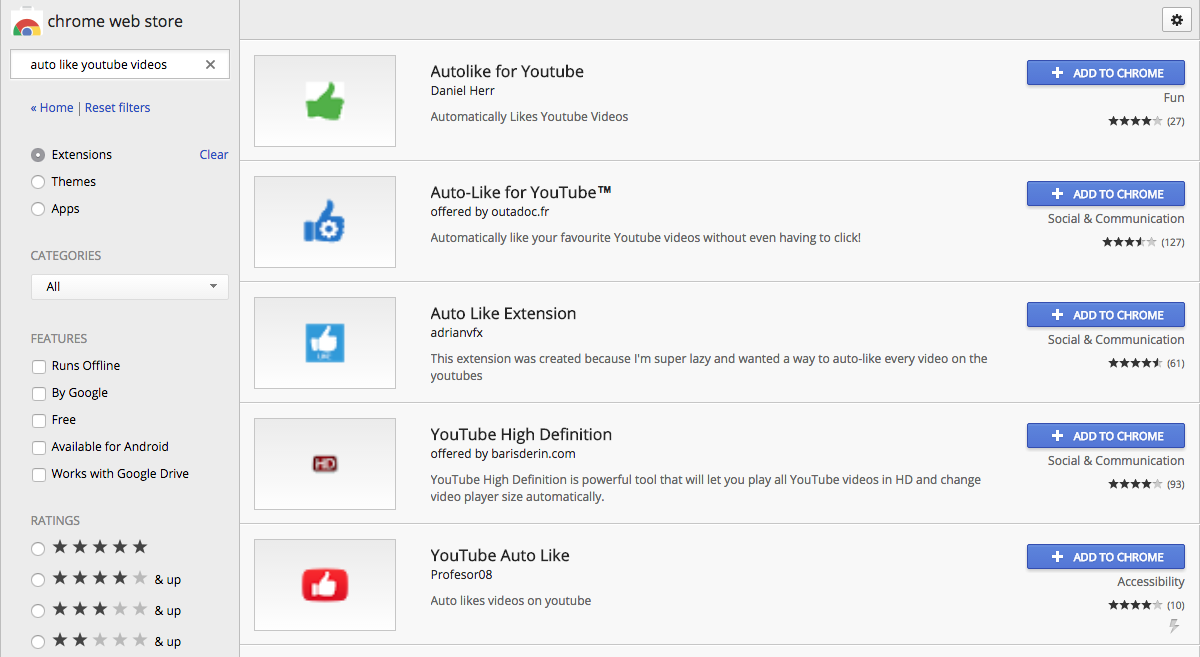 chrome web store
auto like youtube videos
« Home | Reset filters
Extensions
Clear
Themes
Apps
CATEGORIES
All
FEATURES
Runs Offline
By Google
Free
Available for Android
Works with Google Drive
RATINGS
& up
& up
& up
Autolike for Youtube
Daniel Herr
Automatically Likes Youtube Videos
ADD TO CHROME
Fun
(27)
Auto-Like for YouTube™
offered by outadoc.fr
Automatically like your favourite Youtube videos without even having to click!
ADD TO CHROME
Social & Communication
(127)
Auto Like Extension
adrianvfx
This extension was created because I'm super lazy and wanted a way to auto-like every video on the
youtubes
LIKE
ADD TO CHROME
Social & Communication
(61)
YouTube High Definition
offered by barisderin.com
YouTube High Definition is powerful tool that will let you play all YouTube videos in HD and change
video player size automatically.
HD
ADD TO CHROME
Social & Communication
(93)
YouTube Auto Like
Profesor08
Auto likes videos on youtube
ADD TO CHROME
Accessibility
(10)